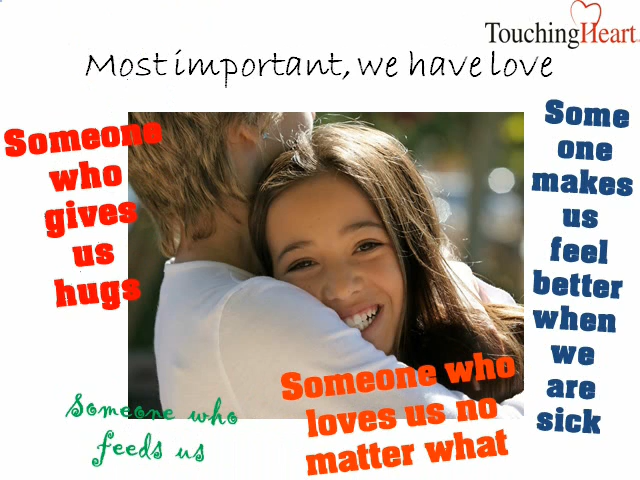 TouchingHeart
Most important, we have love
Someone
who
gives
us
hugs
Some
one
makes
us
feel
better
when
we
are
sick
Someone who
feeds us
Someone who
loves us no
matter what